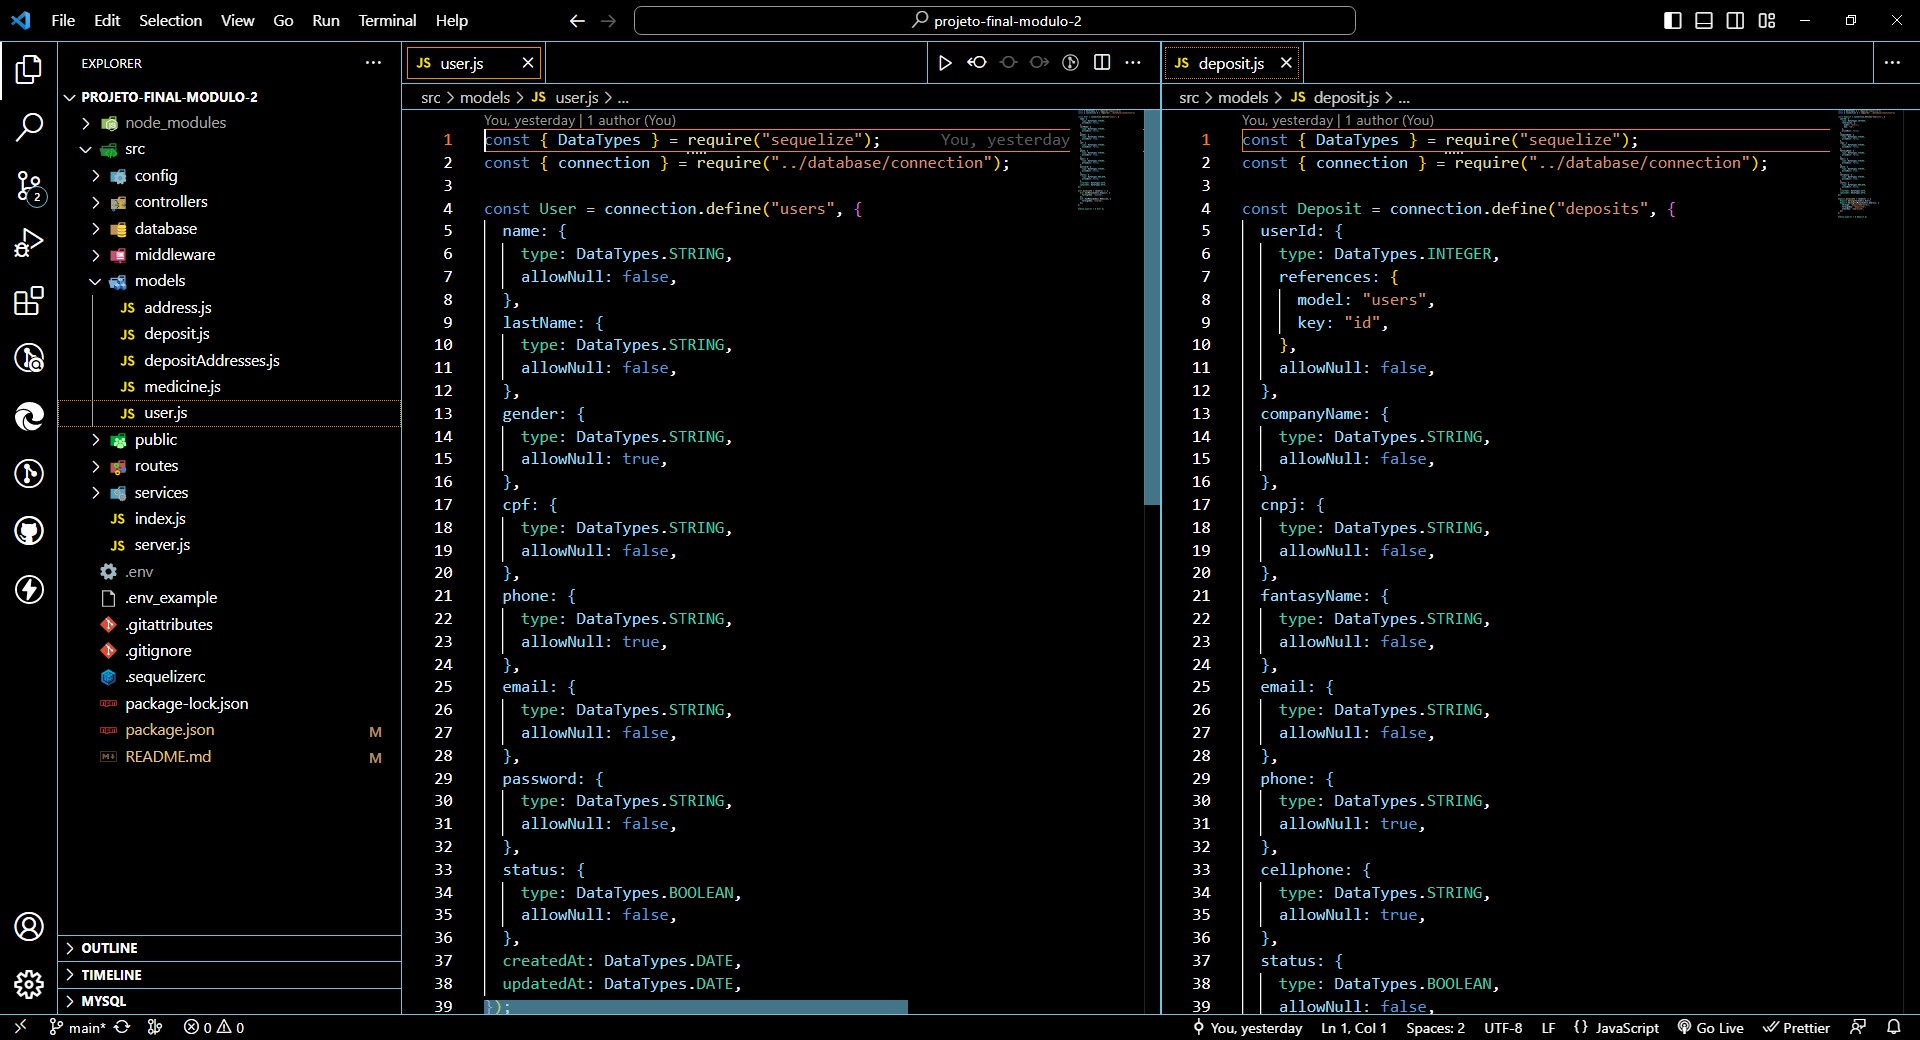 File Edit Selection View Go Run Terminal Help
projeto-final-modulo-2
EXPLORER
PROJETO-FINAL-MODULO-2
node_modules
src
config
controllers
database
middleware
models
JS address.js
JS deposit.js
JS depositAddresses.js
JS medicine.js
JS user.js
public
routes
services
JS index.js
JS server.js
.env
.env_example
.gitattributes
.gitignore
.sequelizerc
package-lock.json
package.json M
README.md M
OUTLINE
TIMELINE
MYSQL
2
JS user.js
src > models > JS user.js > ...
You, yesterday | 1 author (You)
1 const { DataTypes } = require("sequelize"); You, yesterday
2 const { connection } = require("../database/connection");
3
4 const User = connection.define("users", {
5 name: {
6 type: DataTypes.STRING,
7 allowNull: false,
8 },
9 lastName: {
10 type: DataTypes.STRING,
11 allowNull: false,
12 },
13 gender: {
14 type: DataTypes.STRING,
15 allowNull: true,
16 },
17 cpf: {
18 type: DataTypes.STRING,
19 allowNull: false,
20 },
21 phone: {
22 type: DataTypes.STRING,
23 allowNull: true,
24 },
25 email: {
26 type: DataTypes.STRING,
27 allowNull: false,
28 },
29 password: {
30 type: DataTypes.STRING,
31 allowNull: false,
32 },
33 status: {
34 type: DataTypes.BOOLEAN,
35 allowNull: false,
36 },
37 createdAt: DataTypes.DATE,
38 updatedAt: DataTypes.DATE,
39 });
JS deposit.js
src > models > JS deposit.js > ...
You, yesterday | 1 author (You)
1 const { DataTypes } = require("sequelize");
2 const { connection } = require("../database/connection");
3
4 const Deposit = connection.define("deposits", {
5 userId: {
6 type: DataTypes.INTEGER,
7 references: {
8 model: "users",
9 key: "id",
10 },
11 allowNull: false,
12 },
13 companyName: {
14 type: DataTypes.STRING,
15 allowNull: false,
16 },
17 cnpj: {
18 type: DataTypes.STRING,
19 allowNull: false,
20 },
21 fantasyName: {
22 type: DataTypes.STRING,
23 allowNull: false,
24 },
25 email: {
26 type: DataTypes.STRING,
27 allowNull: false,
28 },
29 phone: {
30 type: DataTypes.STRING,
31 allowNull: true,
32 },
33 cellphone: {
34 type: DataTypes.STRING,
35 allowNull: true,
36 },
37 status: {
38 type: DataTypes.BOOLEAN,
39 allowNull: false,
main* 0 0 You, yesterday Ln 1, Col 1 Spaces: 2 UTF-8 LF {} JavaScript Go Live Prettier